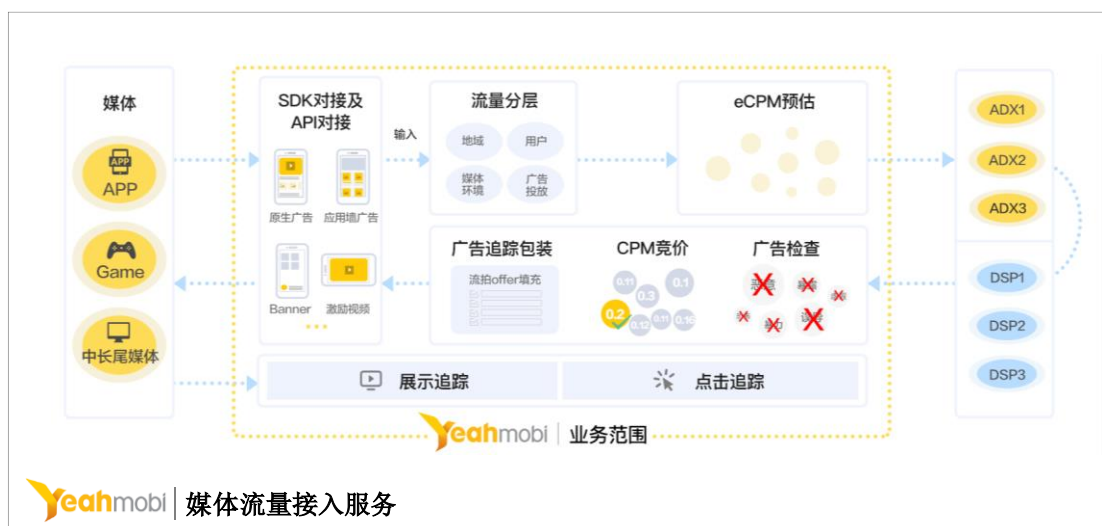 媒体
APP
APP
Game
中长尾媒体
SDK对接及
API对接
原生广告
应用墙广告
Banner
激励视频
输入
流量分层
地域
用户
媒体
环境
广告
投放
eCPM预估
广告追踪包装
流拍offer填充
CPM竞价
0.11
0.1
0.3
0.2
0.12
0.11
0.16
广告检查
展示追踪
点击追踪
ADX1
ADX2
ADX3
DSP1
DSP2
DSP3
Yeahmobi
业务范围
Yeahmobi
媒体流量接入服务